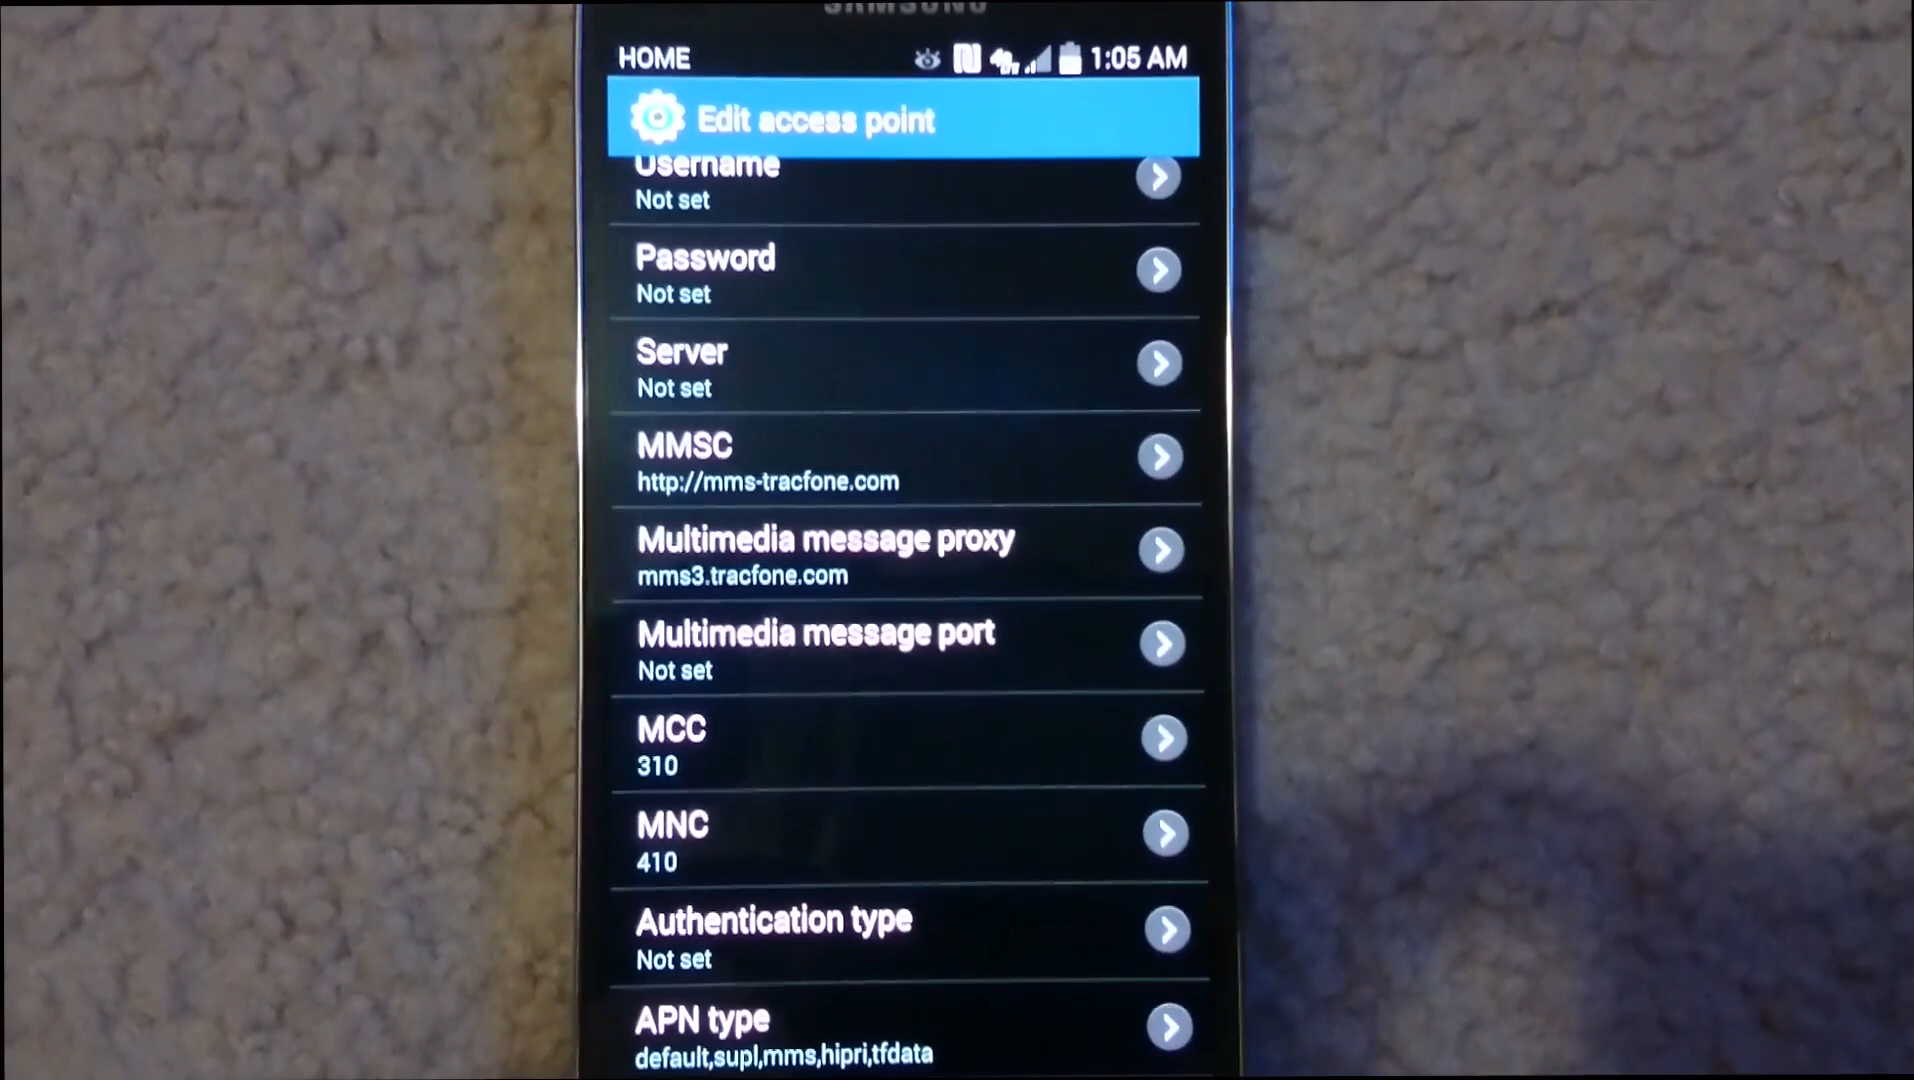 SAMSUNG
HOME 1:05 AM
Edit access point
Username
Not set
Password
Not set
Server
Not set
MMSC
http://mms-tracfone.com
Multimedia message proxy
mms3.tracfone.com
Multimedia message port
Not set
MCC
310
MNC
410
Authentication type
Not set
APN type
default,supl,mms,hipri,tfdata